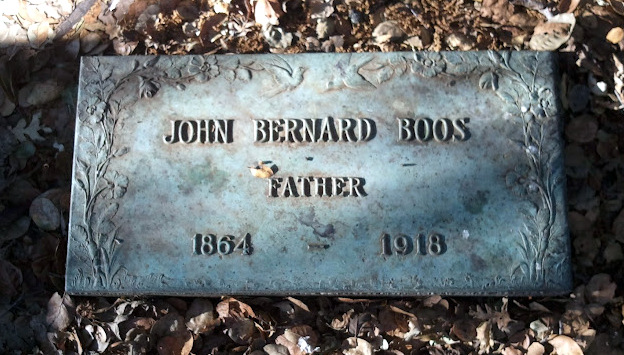 JOHN BERNARD BOOS
FATHER
1864 - 1918